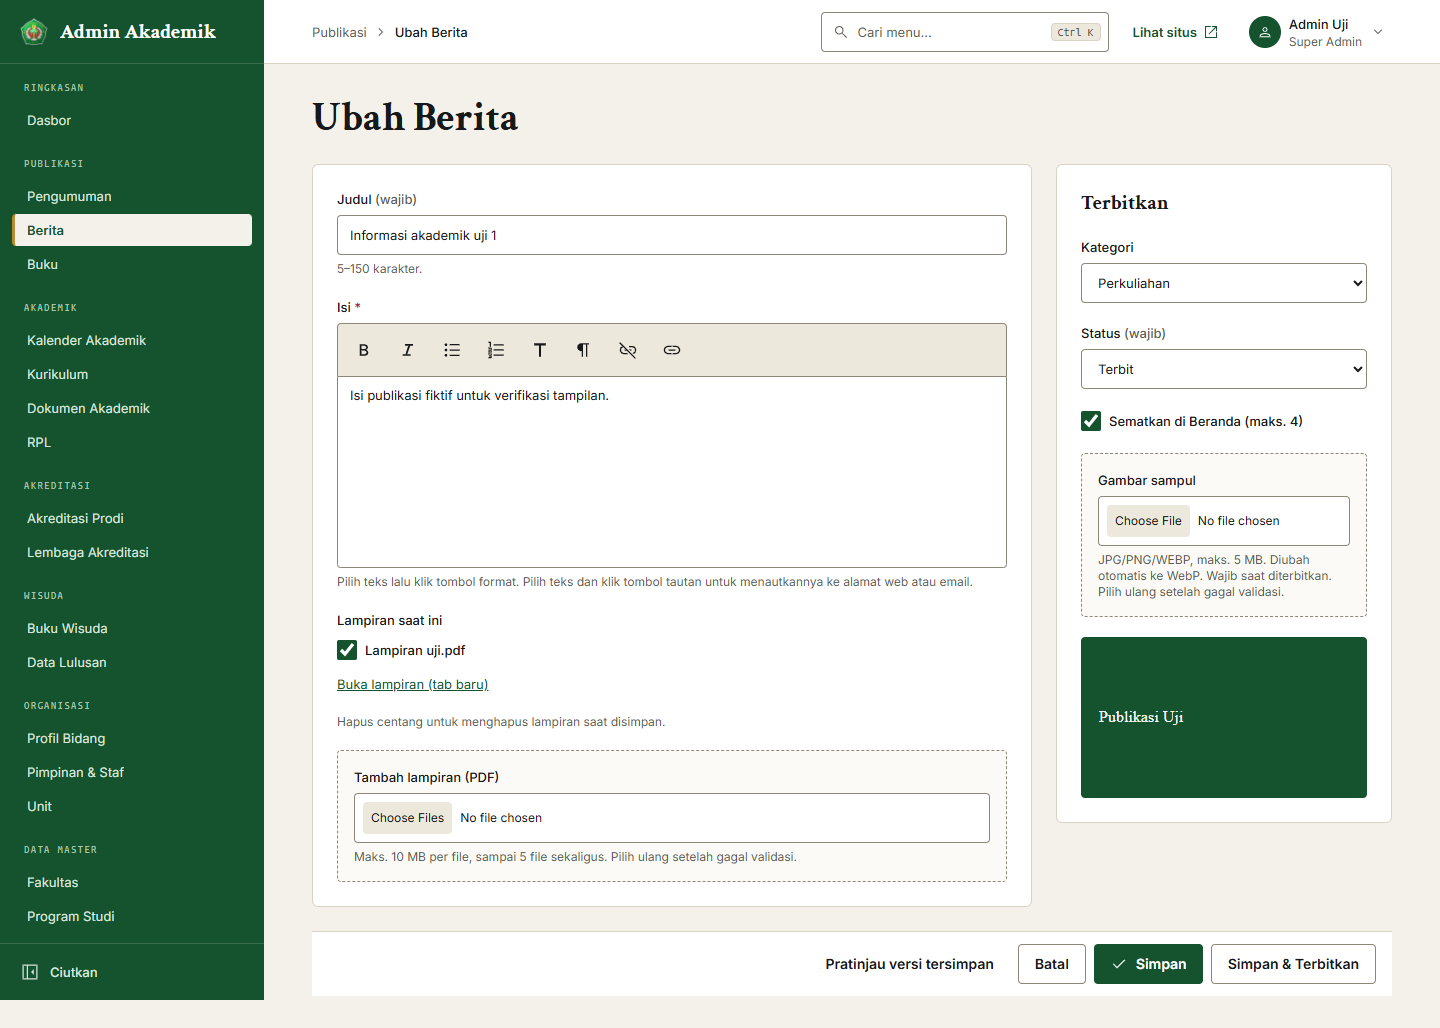 Admin Akademik
RINGKASAN
Dasbor
PUBLIKASI
Pengumuman
Berita
Buku
AKADEMIK
Kalender Akademik
Kurikulum
Dokumen Akademik
RPL
AKREDITASI
Akreditasi Prodi
Lembaga Akreditasi
WISUDA
Buku Wisuda
Data Lulusan
ORGANISASI
Profil Bidang
Pimpinan & Staf
Unit
DATA MASTER
Fakultas
Program Studi
Ciutkan
Publikasi > Ubah Berita
Cari menu... Ctrl K
Lihat situs
Admin Uji
Super Admin
Ubah Berita
Judul (wajib)
Informasi akademik uji 1
5–150 karakter.
Isi *
Isi publikasi fiktif untuk verifikasi tampilan.
Pilih teks lalu klik tombol format. Pilih teks dan klik tombol tautan untuk menautkannya ke alamat web atau email.
Lampiran saat ini
Lampiran uji.pdf
Buka lampiran (tab baru)
Hapus centang untuk menghapus lampiran saat disimpan.
Tambah lampiran (PDF)
Choose Files No file chosen
Maks. 10 MB per file, sampai 5 file sekaligus. Pilih ulang setelah gagal validasi.
Terbitkan
Kategori
Perkuliahan
Status (wajib)
Terbit
Sematkan di Beranda (maks. 4)
Gambar sampul
Choose File No file chosen
JPG/PNG/WEBP, maks. 5 MB. Diubah
otomatis ke WebP. Wajib saat diterbitkan.
Pilih ulang setelah gagal validasi.
Publikasi Uji
Pratinjau versi tersimpan
Batal
Simpan
Simpan & Terbitkan